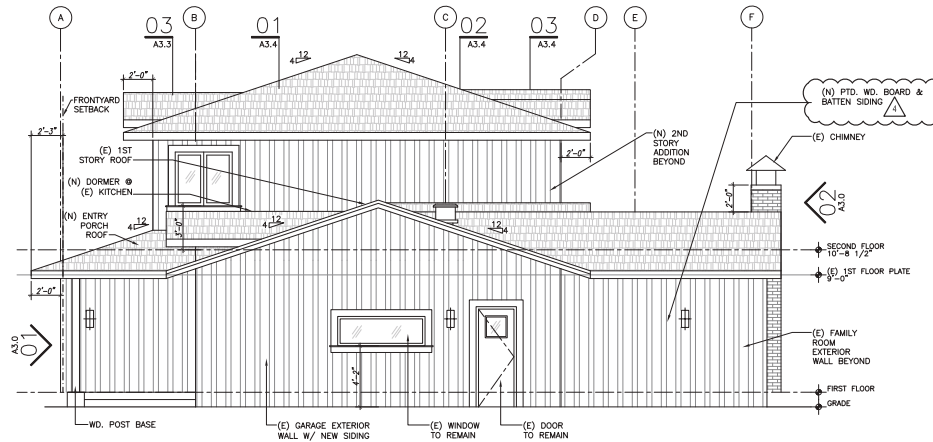 A
B
C
D
E
F
03
A3.3
01
A3.4
02
A3.4
03
A3.4
12
4
12
4
2'-0"
FRONTYARD
SETBACK
2'-3"
(E) 1ST
STORY ROOF
(N) DORMER @
(E) KITCHEN
(N) ENTRY
PORCH
ROOF
12
4
12
4
12
4
3'-0"
2'-0"
(N) 2ND
STORY
ADDITION
BEYOND
(N) PTD. WD. BOARD &
BATTEN SIDING
4
(E) CHIMNEY
2'-0"
02
A3.0
SECOND FLOOR
10'-8 1/2"
(E) 1ST FLOOR PLATE
9'-0"
2'-0"
A3.0
01
4'-2"
(E) FAMILY
ROOM
EXTERIOR
WALL BEYOND
FIRST FLOOR
GRADE
WD. POST BASE
(E) GARAGE EXTERIOR
WALL W/ NEW SIDING
(E) WINDOW
TO REMAIN
(E) DOOR
TO REMAIN